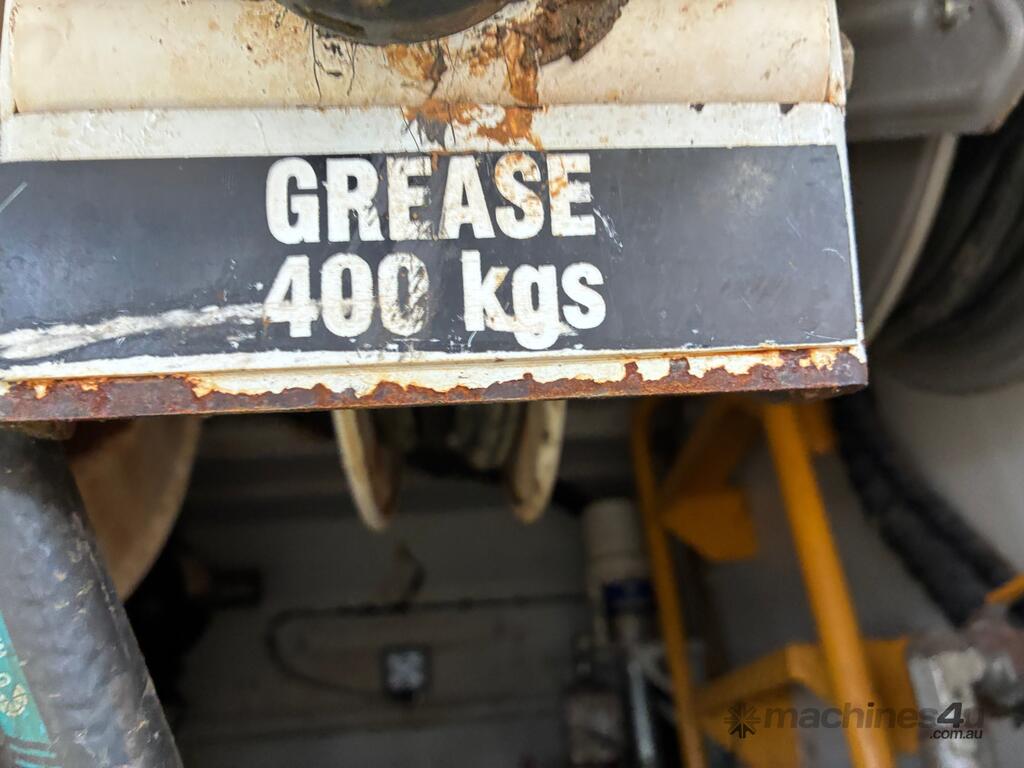 GREASE
400 kgs
machines4u
.com.au